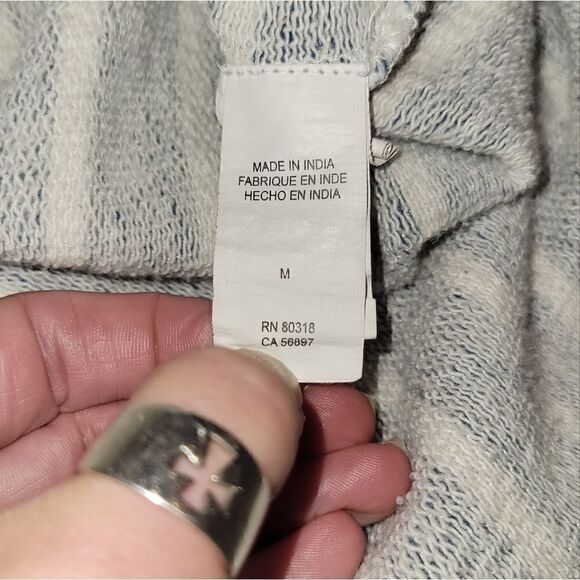 MADE IN INDIA
FABRIQUE EN INDE
HECHO EN INDIA
M
RN 80318
CA 56897